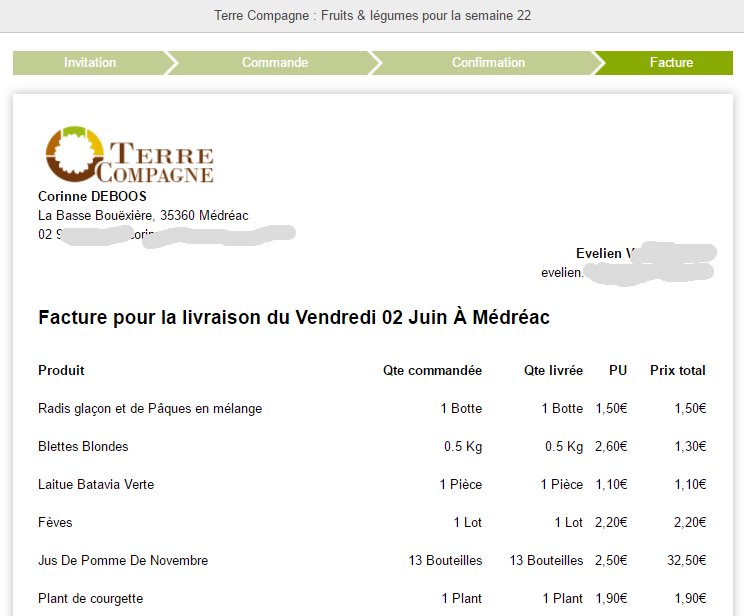 Terre Compagne : Fruits & légumes pour la semaine 22
Invitation Commande Confirmation Facture
TERRE
COMPAGNE
Corinne DEBOOS
La Basse Bouëxière, 35360 Médréac
02
Evelien
evelien.
Facture pour la livraison du Vendredi 02 Juin À Médréac
Produit Qte commandée Qte livrée PU Prix total
Radis glaçon et de Pâques en mélange 1 Botte 1 Botte 1,50€ 1,50€
Blettes Blondes 0.5 Kg 0.5 Kg 2,60€ 1,30€
Laitue Batavia Verte 1 Pièce 1 Pièce 1,10€ 1,10€
Fèves 1 Lot 1 Lot 2,20€ 2,20€
Jus De Pomme De Novembre 13 Bouteilles 13 Bouteilles 2,50€ 32,50€
Plant de courgette 1 Plant 1 Plant 1,90€ 1,90€